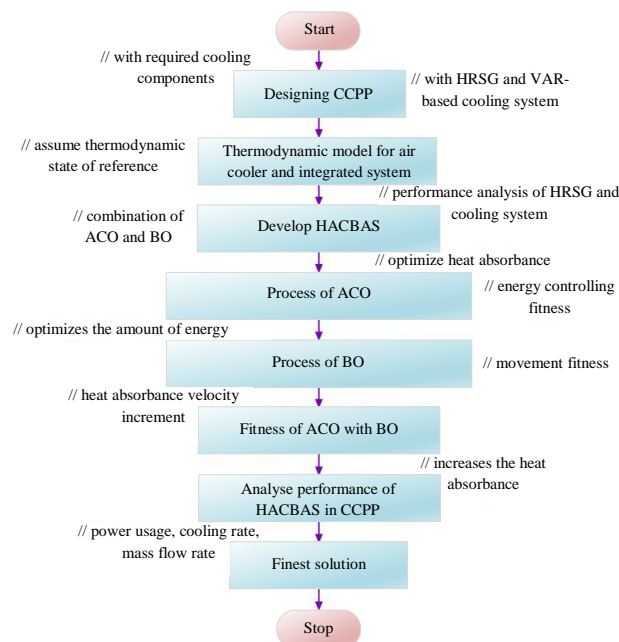 Start
// with required cooling
components
Designing CCPP
// with HRSG and VAR-
based cooling system
// assume thermodynamic
state of reference
Thermodynamic model for air
cooler and integrated system
// performance analysis of HRSG and
cooling system
// combination of
ACO and BO
Develop HACBAS
// optimize heat absorbance
Process of ACO
// energy controlling
fitness
// optimizes the amount of energy
Process of BO
// movement fitness
// heat absorbance velocity
increment
Fitness of ACO with BO
// increases the heat
absorbance
Analyse performance of
HACBAS in CCPP
// power usage, cooling rate,
mass flow rate
Finest solution
Stop